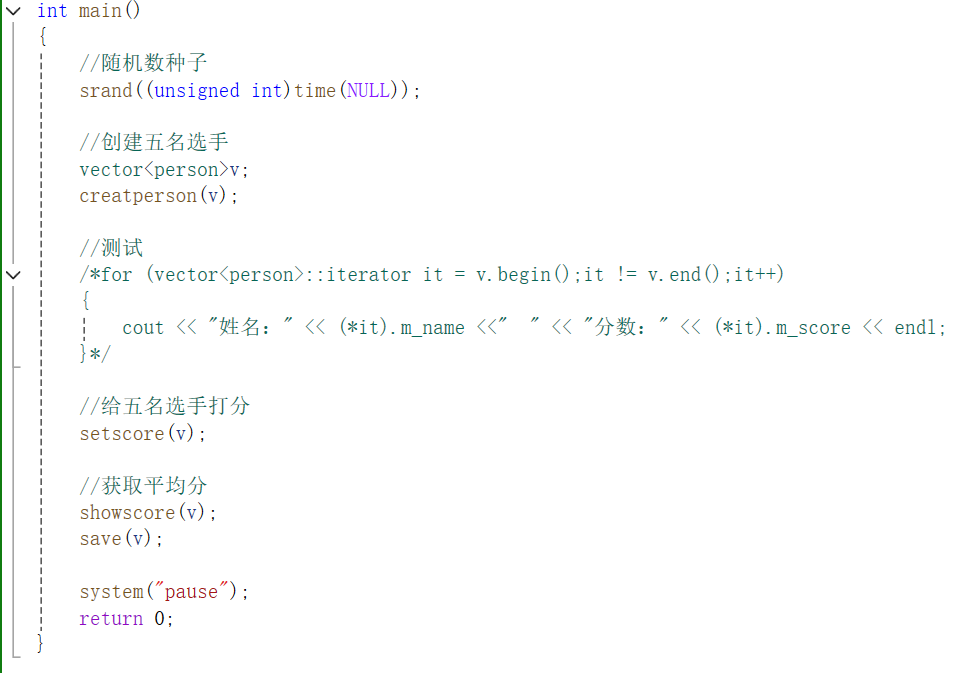 int main()
{
//随机数种子
srand((unsigned int)time(NULL));
//创建五名选手
vector<person>v;
creatperson(v);
//测试
/*for (vector<person>::iterator it = v.begin();it != v.end();it++)
{
cout << "姓名：" << (*it).m_name <<"  " << "分数：" << (*it).m_score << endl;
}*/
//给五名选手打分
setscore(v);
//获取平均分
showscore(v);
save(v);
system("pause");
return 0;
}